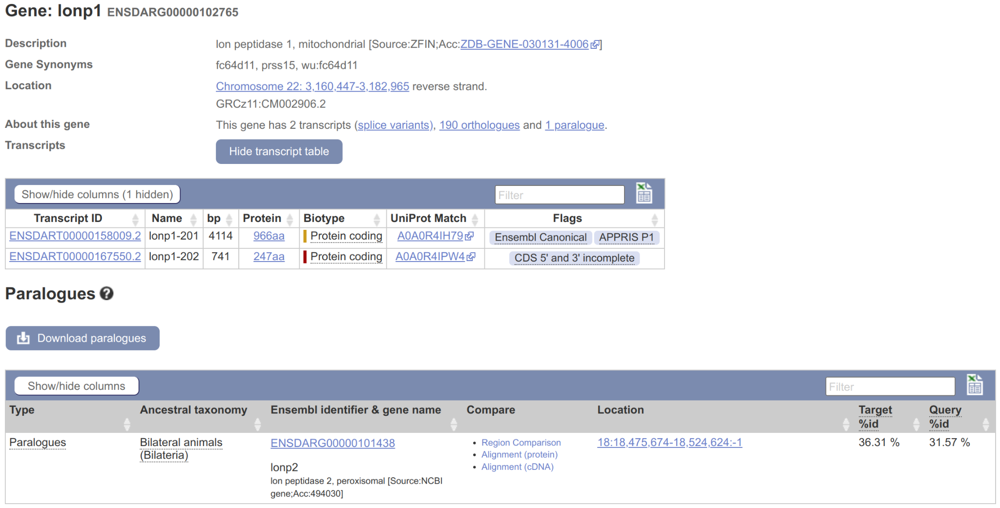 Gene: lonp1 ENSDARG00000102765
Description lon peptidase 1, mitochondrial [Source:ZFIN;Acc:ZDB-GENE-030131-4006]
Gene Synonyms fc64d11, prss15, wu:fc64d11
Location Chromosome 22: 3,160,447-3,182,965 reverse strand.
GRCz11:CM002906.2
About this gene This gene has 2 transcripts (splice variants), 190 orthologues and 1 paralogue.
Transcripts Hide transcript table
Show/hide columns (1 hidden) Filter
Transcript ID Name bp Protein Biotype UniProt Match Flags
ENSDART00000158009.2 lonp1-201 4114 966aa Protein coding A0A0R4IH79 Ensembl Canonical APPRIS P1
ENSDART00000167550.2 lonp1-202 741 247aa Protein coding A0A0R4IPW4 CDS 5' and 3' incomplete
Paralogues ?
Download paralogues
Show/hide columns Filter
Type Ancestral taxonomy Ensembl identifier & gene name Compare Location Target %id Query %id
Paralogues Bilateral animals (Bilateria) ENSDARG00000101438 • Region Comparison 18:18,475,674-18,524,624:-1 36.31 % 31.57 %
• Alignment (protein)
• Alignment (cDNA)
lonp2
lon peptidase 2, peroxisomal [Source:NCBI
gene;Acc:494030]